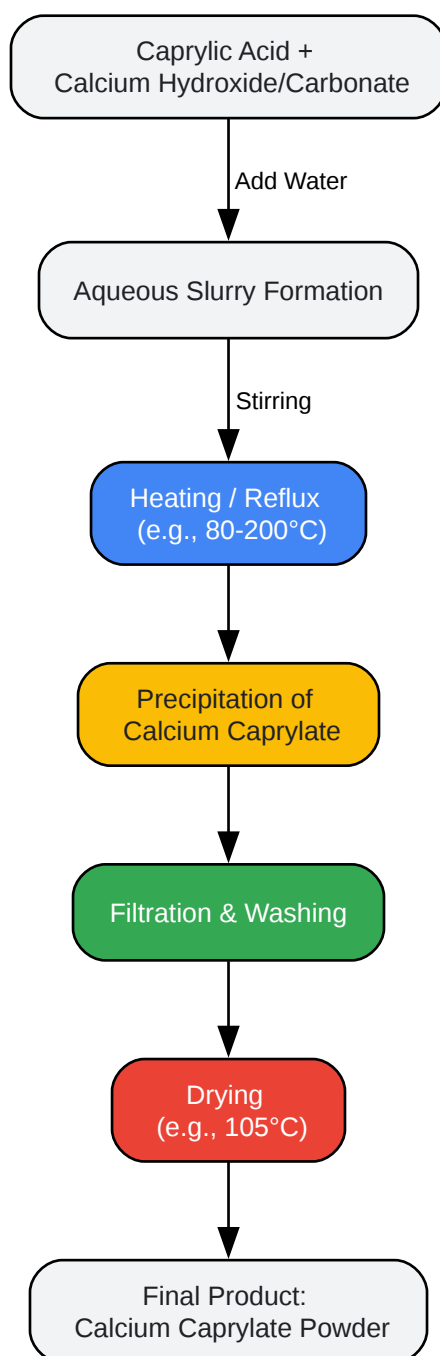 Caprylic Acid +
Calcium Hydroxide/Carbonate
Add Water
Aqueous Slurry Formation
Stirring
Heating / Reflux
(e.g., 80-200°C)
Precipitation of
Calcium Caprylate
Filtration & Washing
Drying
(e.g., 105°C)
Final Product:
Calcium Caprylate Powder